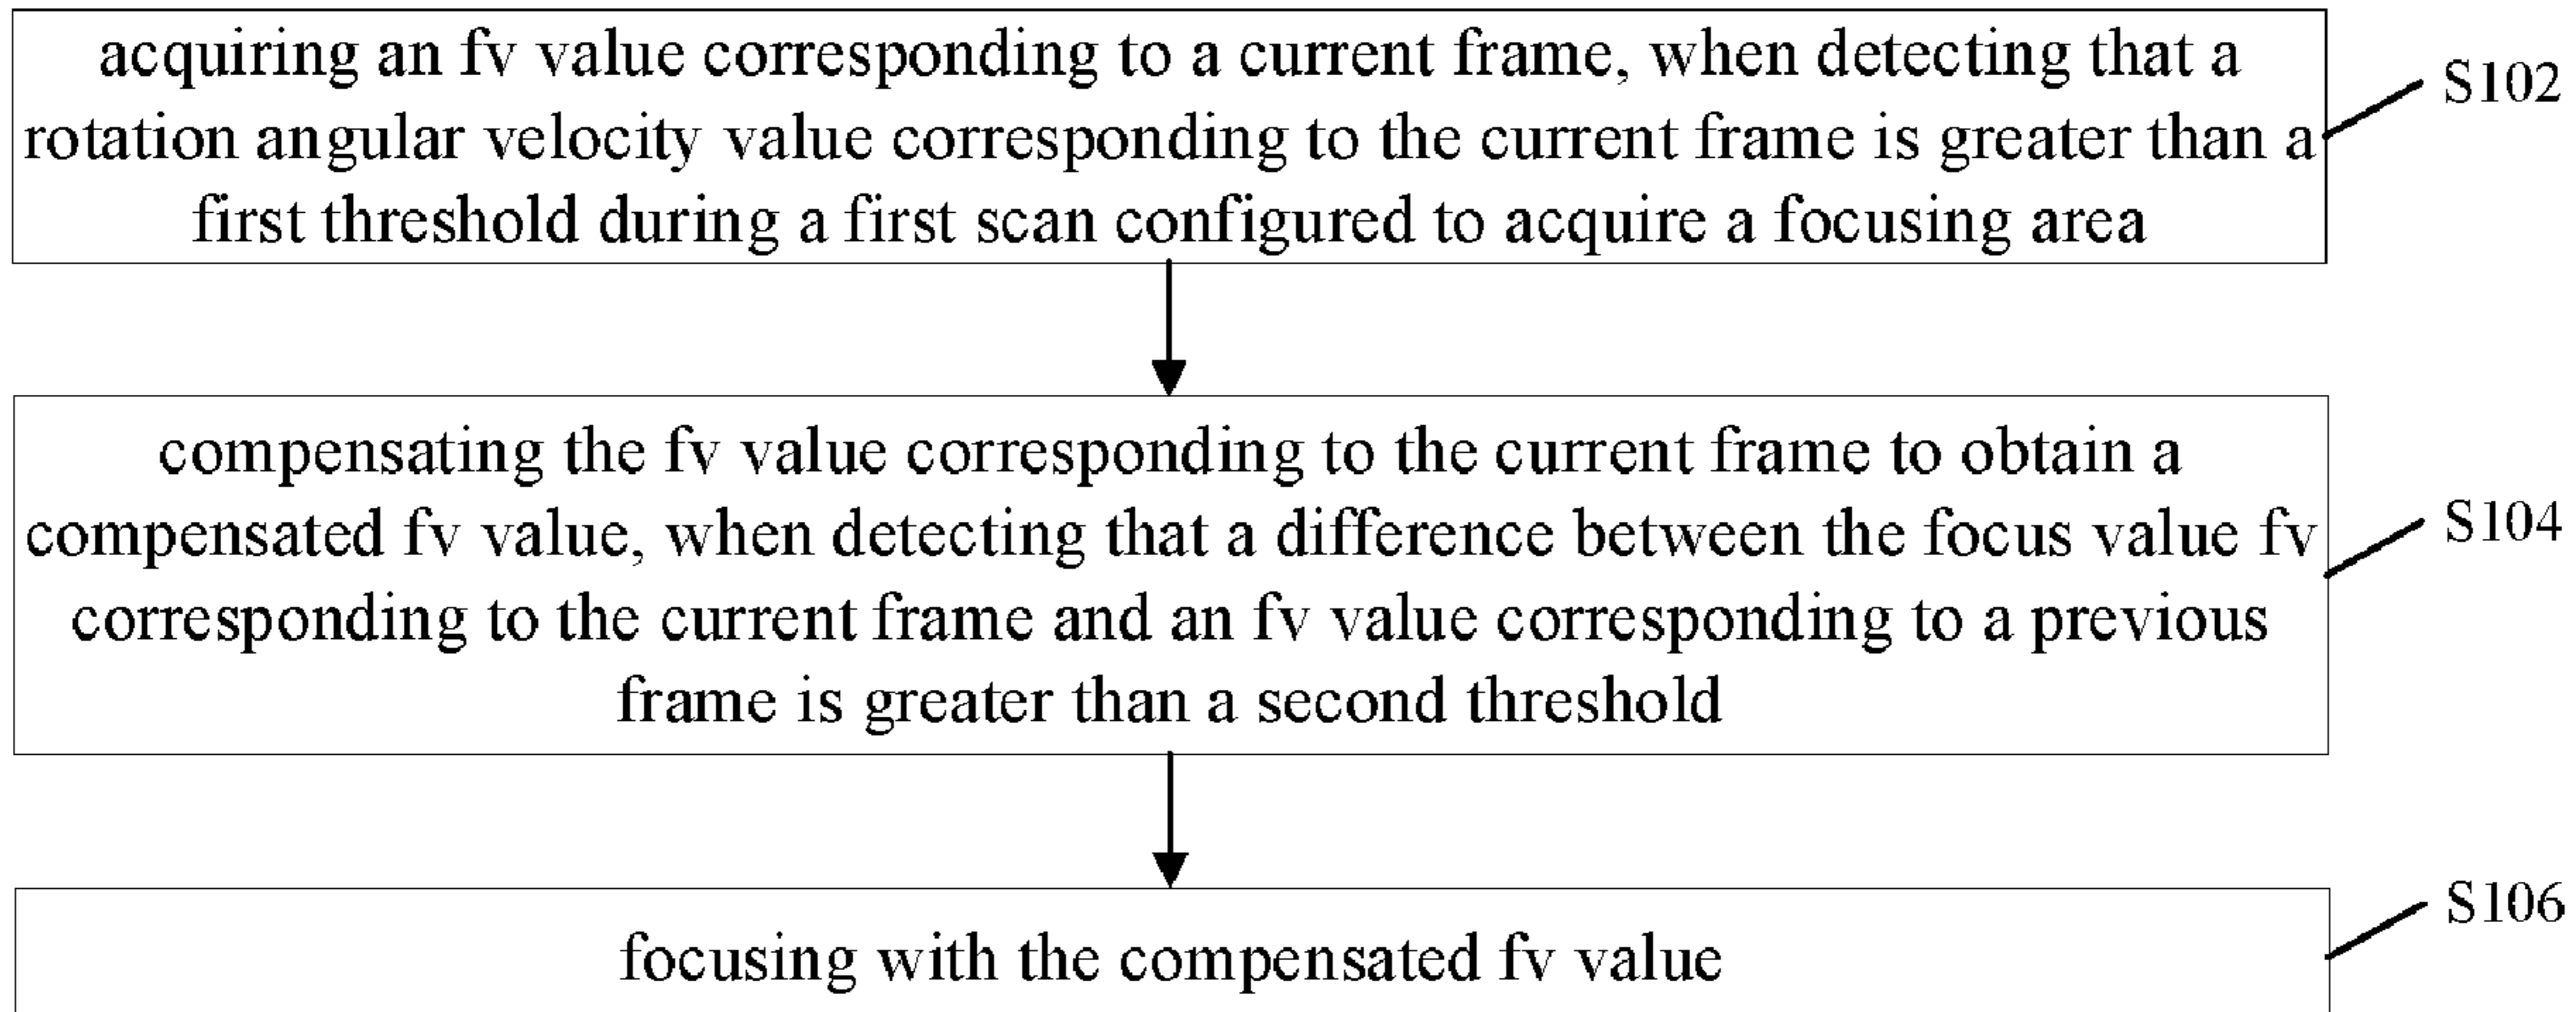 acquiring an fv value corresponding to a current frame, when detecting that a
rotation angular velocity value corresponding to the current frame is greater than a
first threshold during a first scan configured to acquire a focusing area
S102
compensating the fv value corresponding to the current frame to obtain a
compensated fv value, when detecting that a difference between the focus value fv
corresponding to the current frame and an fv value corresponding to a previous
frame is greater than a second threshold
S104
focusing with the compensated fv value
S106